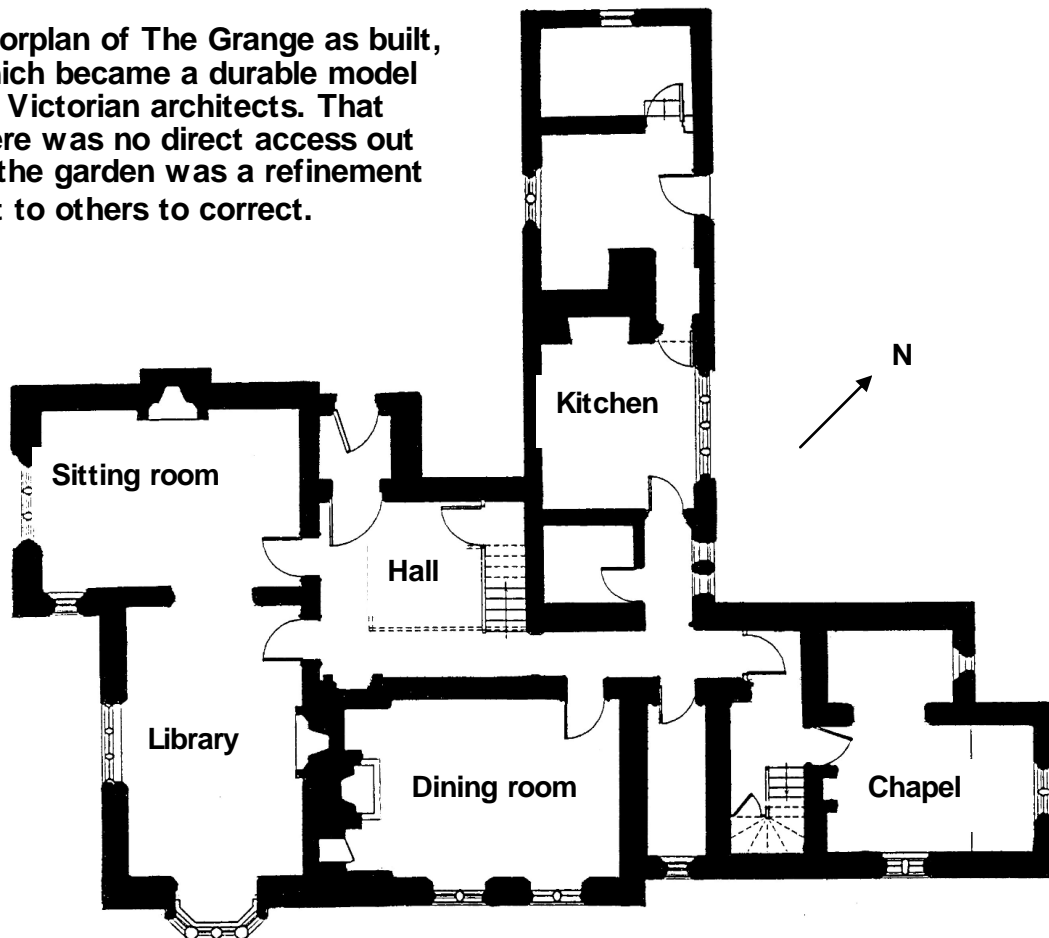 orplan of The Grange as built,
ich became a durable model
Victorian architects. That
ere was no direct access out
the garden was a refinement
t to others to correct.
N
Kitchen
Sitting room
Hall
Library
Dining room
Chapel